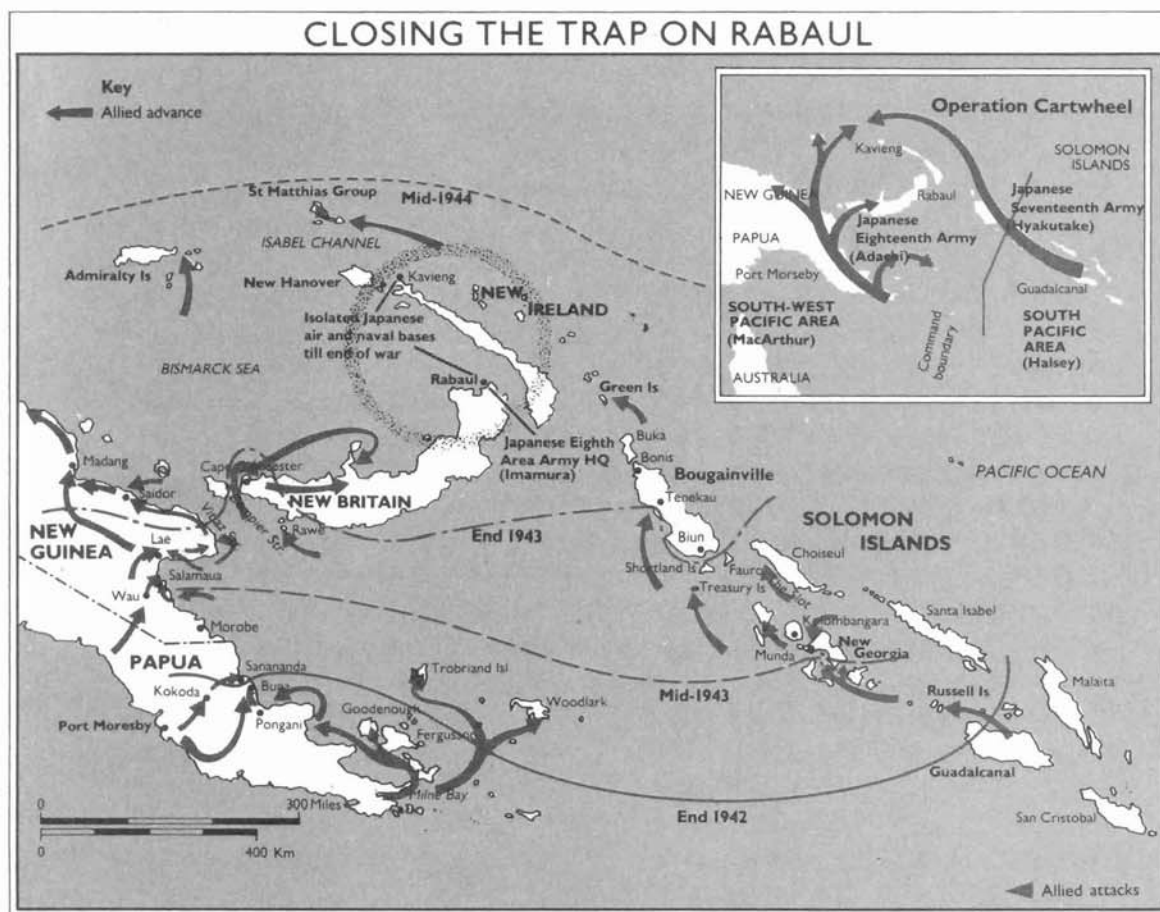 CLOSING THE TRAP ON RABAUL
Key
Allied advance
St Matthias Group
Mid-1944
ISABEL CHANNEL
Admiralty Is
New Hanover
Kavieng
NEW
IRELAND
Isolated Japanese
air and naval bases
till end of war
BISMARCK SEA
Rabaul
Green Is
Japanese Eighth
Area Army HQ
(Imamura)
Buka
Bonis
Bougainville
Tenekau
PACIFIC OCEAN
Madang
Saidor
NEW BRITAIN
Vitiaz Str
Rawe
NEW
GUINEA
Lae
End 1943
Biun
SOLOMON
ISLANDS
Choiseul
Shortland Is
Fauro
Treasury Is
Salamaua
Wau
Morobe
Santa Isabel
Kolombangara
New
Georgia
Munda
PAPUA
Sanananda
Buna
Kokoda
Trobriand Isl
Mid-1943
Russell Is
Malaita
Woodlark
Port Moresby
Pongani
Goodenough
Fergusson
Guadalcanal
Milne Bay
End 1942
San Cristobal
0
300
Miles
0
400 Km
Allied attacks
Operation Cartwheel
Kavieng
SOLOMON
ISLANDS
NEW GUINEA
Rabaul
Japanese
Seventeenth Army
(Hyakutake)
Japanese
Eighteenth Army
(Adachi)
PAPUA
Port Morseby
Guadalcanal
SOUTH-WEST
PACIFIC AREA
(MacArthur)
Command
boundary
SOUTH
PACIFIC
AREA
(Halsey)
AUSTRALIA